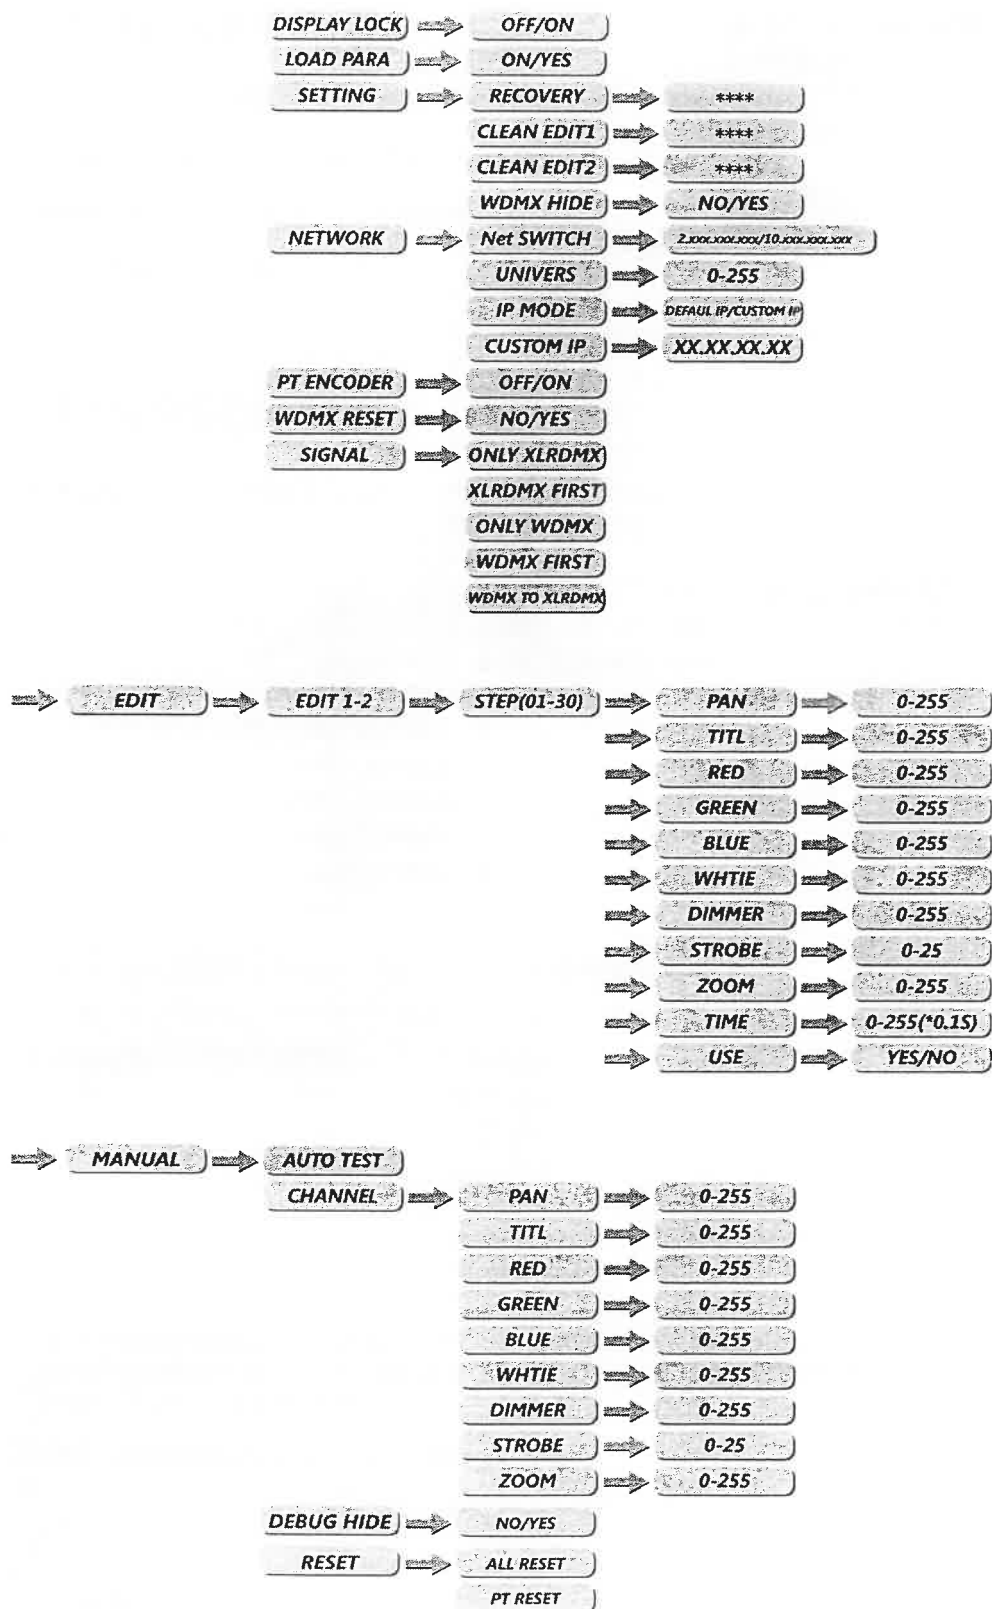 DISPLAY LOCK OFF/ON
LOAD PARA ON/YES
SETTING RECOVERY ****
CLEAN EDIT1 ****
CLEAN EDIT2 ****
WDMX HIDE NO/YES
NETWORK Net SWITCH 2.xxx.xxx.xxx/10.xxx.xxx.xxx
UNIVERS 0-255
IP MODE DEFAUL IP/CUSTOM IP
CUSTOM IP XX.XX.XX.XX
PT ENCODER OFF/ON
WDMX RESET NO/YES
SIGNAL ONLY XLRDMX
XLRDMX FIRST
ONLY WDMX
WDMX FIRST
WDMX TO XLRDMX
EDIT EDIT 1-2 STEP(01-30) PAN 0-255
TITL 0-255
RED 0-255
GREEN 0-255
BLUE 0-255
WHTIE 0-255
DIMMER 0-255
STROBE 0-25
ZOOM 0-255
TIME 0-255(*0.1S)
USE YES/NO
MANUAL AUTO TEST
CHANNEL PAN 0-255
TITL 0-255
RED 0-255
GREEN 0-255
BLUE 0-255
WHTIE 0-255
DIMMER 0-255
STROBE 0-25
ZOOM 0-255
DEBUG HIDE NO/YES
RESET ALL RESET
PT RESET